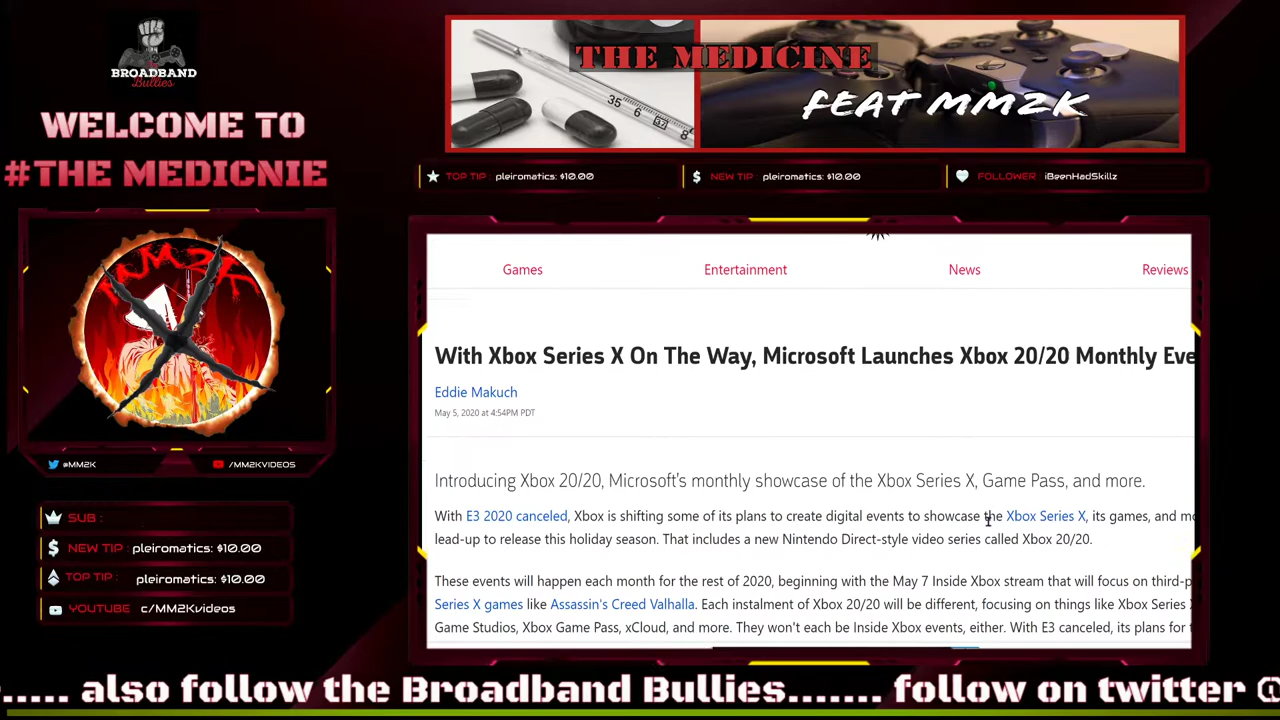 BROADBAND
Bullies
WELCOME TO
#THE MEDICNIE
THE MEDICINE
FEAT MM2K
35
6
37
8
TOP TIP pleiromatics: $10.00
NEW TIP pleiromatics: $10.00
FOLLOWER iBeenHadSkillz
MM2K
@MM2K
/MM2KVIDEOS
SUB :
NEW TIP : pleiromatics: $10.00
TOP TIP : pleiromatics: $10.00
YOUTUBE c/MM2Kvideos
Games Entertainment News Reviews
With Xbox Series X On The Way, Microsoft Launches Xbox 20/20 Monthly Eve
Eddie Makuch
May 5, 2020 at 4:54PM PDT
Introducing Xbox 20/20, Microsoft's monthly showcase of the Xbox Series X, Game Pass, and more.
With E3 2020 canceled, Xbox is shifting some of its plans to create digital events to showcase the Xbox Series X, its games, and mo
lead-up to release this holiday season. That includes a new Nintendo Direct-style video series called Xbox 20/20.
These events will happen each month for the rest of 2020, beginning with the May 7 Inside Xbox stream that will focus on third-p
Series X games like Assassin's Creed Valhalla. Each instalment of Xbox 20/20 will be different, focusing on things like Xbox Series X
Game Studios, Xbox Game Pass, xCloud, and more. They won't each be Inside Xbox events, either. With E3 canceled, its plans for t
..... also follow the Broadband Bullies....... follow on twitter @